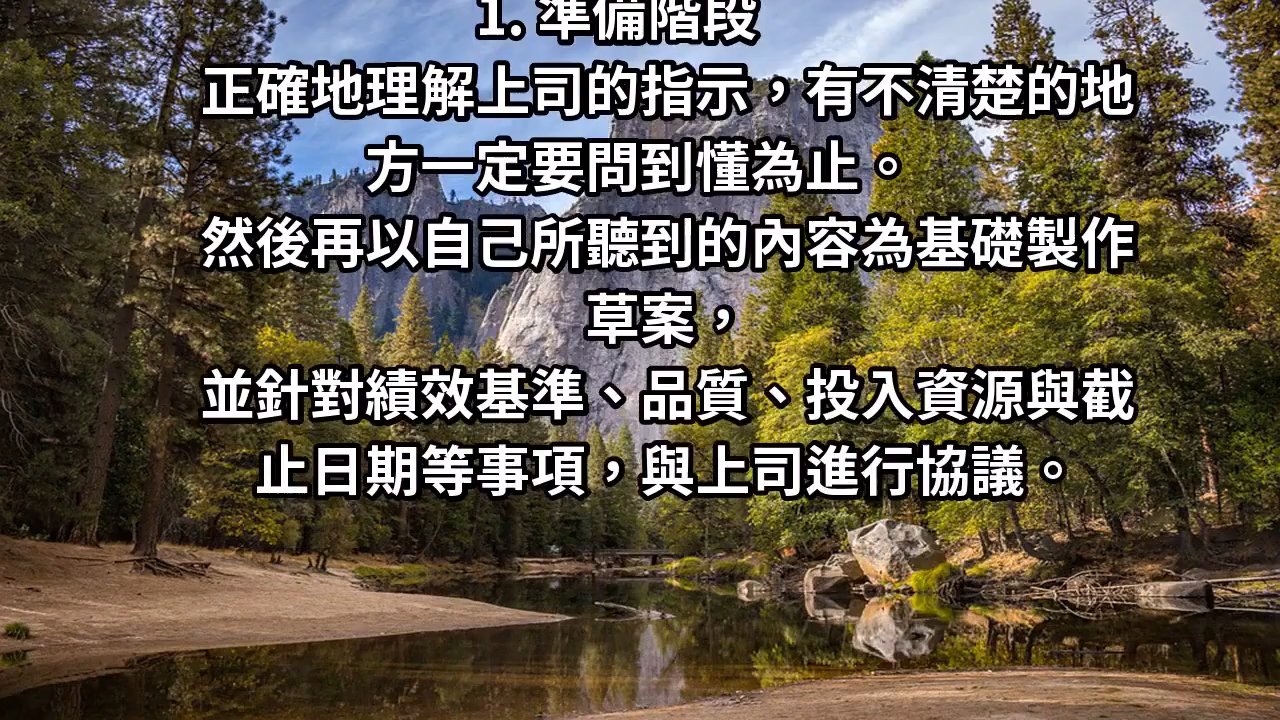 1. 準備階段
正確地理解上司的指示，有不清楚的地
方一定要問到懂為止。
然後再以自己所聽到的內容為基礎製作
草案，
並針對績效基準、品質、投入資源與截
止日期等事項，與上司進行協議。